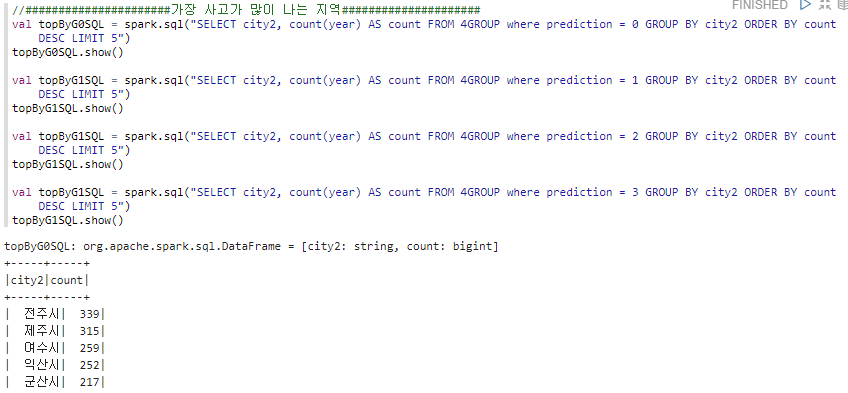 //######################가장 사고가 많이 나는 지역#####################
FINISHED
val topByG0SQL = spark.sql("SELECT city2, count(year) AS count FROM 4GROUP where prediction = 0 GROUP BY city2 ORDER BY count
DESC LIMIT 5")
topByG0SQL.show()
val topByG1SQL = spark.sql("SELECT city2, count(year) AS count FROM 4GROUP where prediction = 1 GROUP BY city2 ORDER BY count
DESC LIMIT 5")
topByG1SQL.show()
val topByG1SQL = spark.sql("SELECT city2, count(year) AS count FROM 4GROUP where prediction = 2 GROUP BY city2 ORDER BY count
DESC LIMIT 5")
topByG1SQL.show()
val topByG1SQL = spark.sql("SELECT city2, count(year) AS count FROM 4GROUP where prediction = 3 GROUP BY city2 ORDER BY count
DESC LIMIT 5")
topByG1SQL.show()
topByG0SQL: org.apache.spark.sql.DataFrame = [city2: string, count: bigint]
+-----+-----+
|city2|count|
+-----+-----+
|  전주시|  339|
|  제주시|  315|
|  여수시|  259|
|  익산시|  252|
|  군산시|  217|